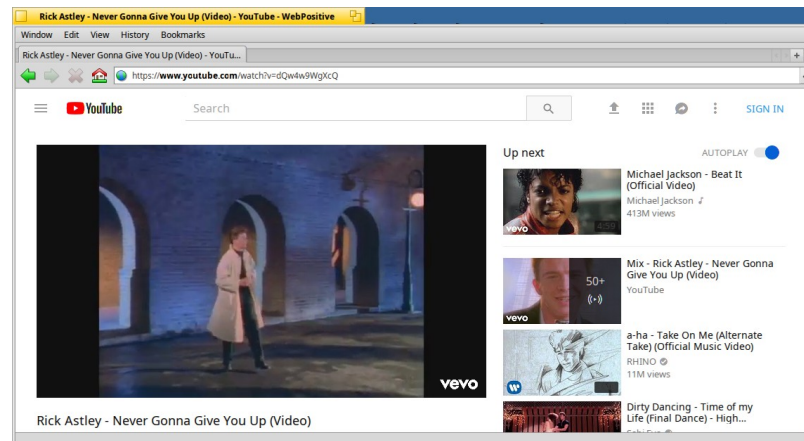 Rick Astley - Never Gonna Give You Up (Video) - YouTube - WebPositive
Window Edit View History Bookmarks
Rick Astley - Never Gonna Give You Up (Video) - YouTu...
+
https://www.youtube.com/watch?v=dQw4w9WgXcQ
YouTube
Search
SIGN IN
vevo
Rick Astley - Never Gonna Give You Up (Video)
Up next
AUTOPLAY
vevo
4:59
Michael Jackson - Beat It
(Official Video)
Michael Jackson
413M views
50+
vevo
Mix - Rick Astley - Never Gonna
Give You Up (Video)
YouTube
a-ha - Take On Me (Alternate
Take) (Official Music Video)
RHINO
11M views
Dirty Dancing - Time of my
Life (Final Dance) - High...